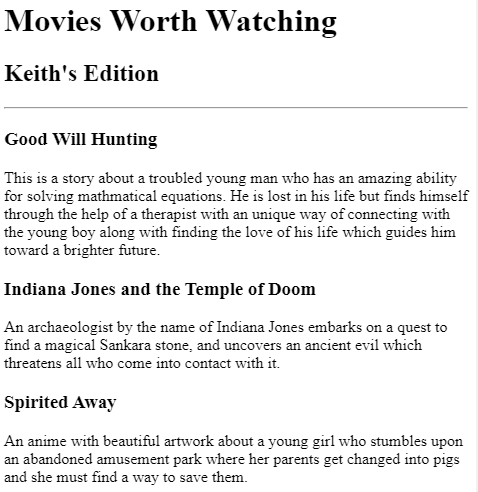 Movies Worth Watching
Keith's Edition
Good Will Hunting
This is a story about a troubled young man who has an amazing ability
for solving mathmatical equations. He is lost in his life but finds himself
through the help of a therapist with an unique way of connecting with
the young boy along with finding the love of his life which guides him
toward a brighter future.
Indiana Jones and the Temple of Doom
An archaeologist by the name of Indiana Jones embarks on a quest to
find a magical Sankara stone, and uncovers an ancient evil which
threatens all who come into contact with it.
Spirited Away
An anime with beautiful artwork about a young girl who stumbles upon
an abandoned amusement park where her parents get changed into pigs
and she must find a way to save them.